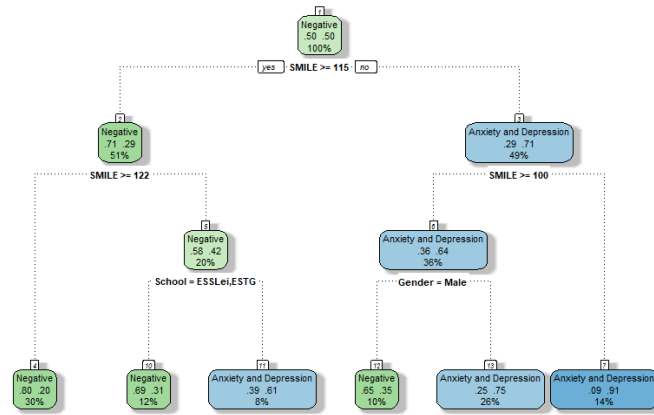 1
Negative
.50 .50
100%
yes SMILE >= 115 no
2
Negative
.71 .29
51%
3
Anxiety and Depression
.29 .71
49%
SMILE >= 122
SMILE >= 100
5
Negative
.58 .42
20%
6
Anxiety and Depression
.36 .64
36%
School = ESSLei,ESTG
Gender = Male
4
Negative
.80 .20
30%
10
Negative
.69 .31
12%
11
Anxiety and Depression
.39 .61
8%
12
Negative
.65 .35
10%
13
Anxiety and Depression
.25 .75
26%
7
Anxiety and Depression
.09 .91
14%